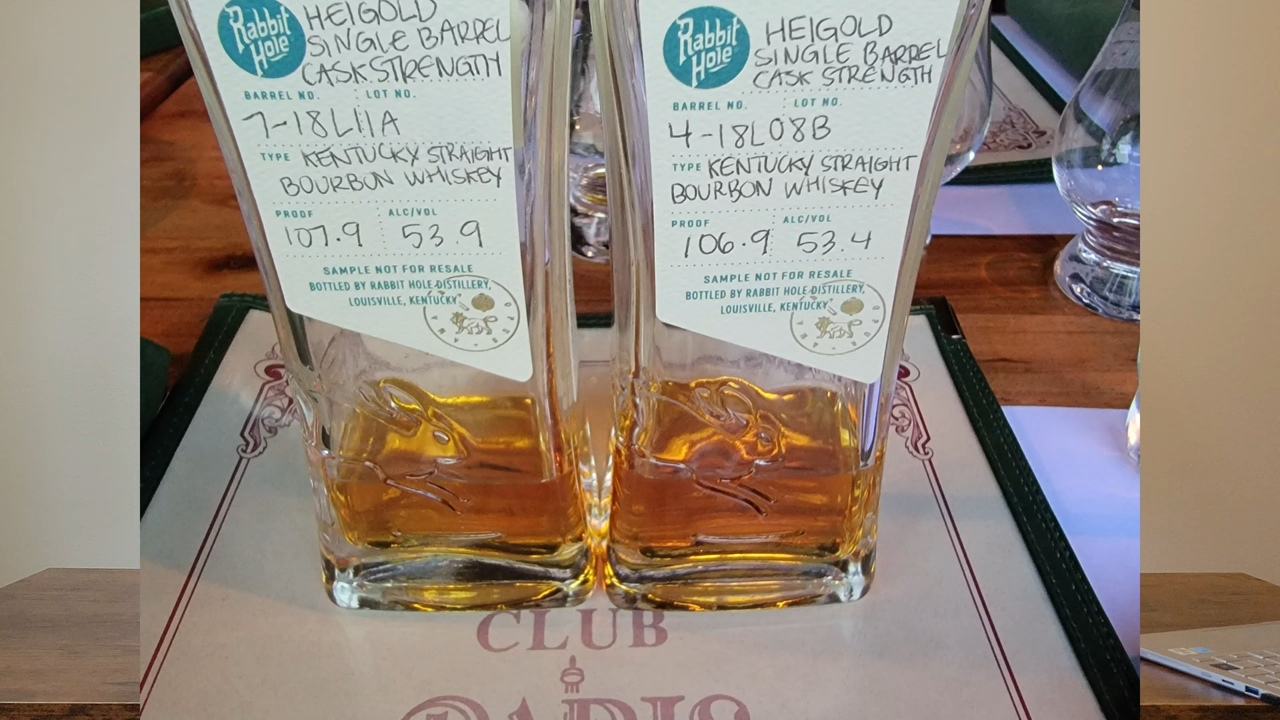 Rabbit
Hole
HEIGOLD
SINGLE BARREL
CASK STRENGTH
BARREL NO. LOT NO.
7-18L11A
TYPE KENTUCKY STRAIGHT
BOURBON WHISKEY
PROOF ALC/VOL
107.9 53.9
SAMPLE NOT FOR RESALE
BOTTLED BY RABBIT HOLE DISTILLERY,
LOUISVILLE, KENTUCKY
Rabbit
Hole
HEIGOLD
SINGLE BARREL
CASK STRENGTH
BARREL NO. LOT NO.
4-18L08B
TYPE KENTUCKY STRAIGHT
BOURBON WHISKEY
PROOF ALC/VOL
106.9 53.4
SAMPLE NOT FOR RESALE
BOTTLED BY RABBIT HOLE DISTILLERY,
LOUISVILLE, KENTUCKY
CLUB
PARIS